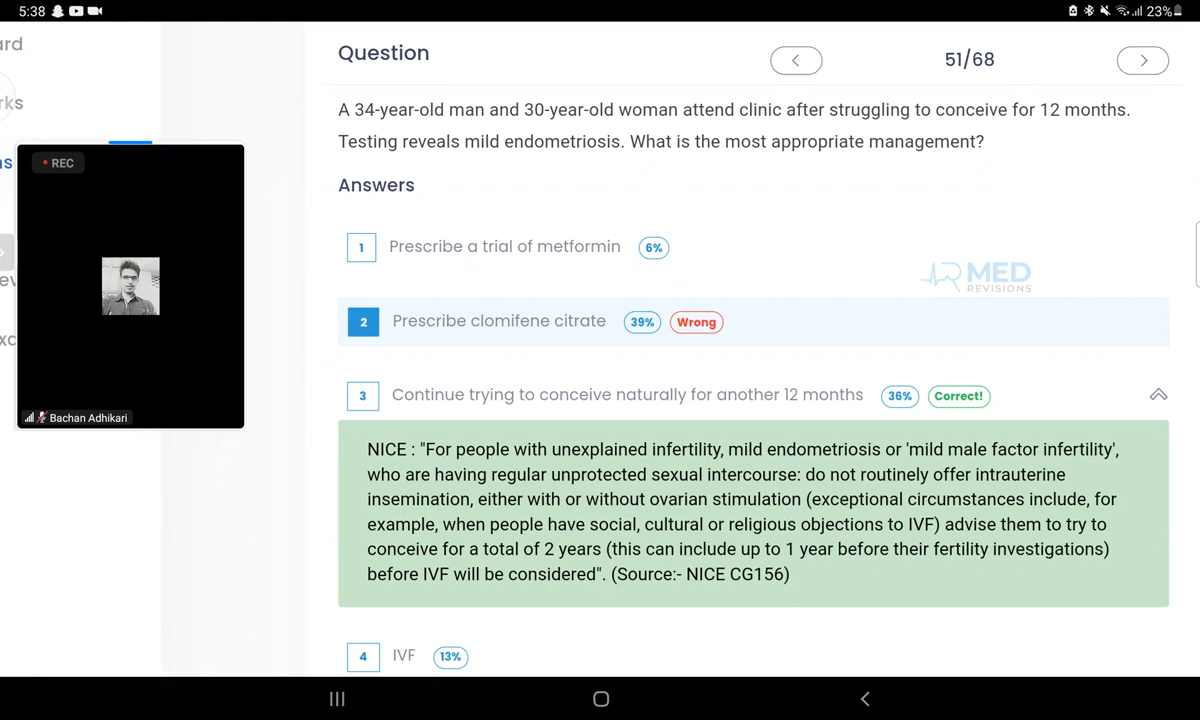 5:38
23%
ard
Question
51/68
rks
A 34-year-old man and 30-year-old woman attend clinic after struggling to conceive for 12 months.
Testing reveals mild endometriosis. What is the most appropriate management?
ns
REC
Answers
1 Prescribe a trial of metformin 6%
MED
REVISIONS
ev
2 Prescribe clomifene citrate 39% Wrong
xc
3 Continue trying to conceive naturally for another 12 months 36% Correct!
Bachan Adhikari
NICE : "For people with unexplained infertility, mild endometriosis or 'mild male factor infertility',
who are having regular unprotected sexual intercourse: do not routinely offer intrauterine
insemination, either with or without ovarian stimulation (exceptional circumstances include, for
example, when people have social, cultural or religious objections to IVF) advise them to try to
conceive for a total of 2 years (this can include up to 1 year before their fertility investigations)
before IVF will be considered". (Source:- NICE CG156)
4 IVF 13%